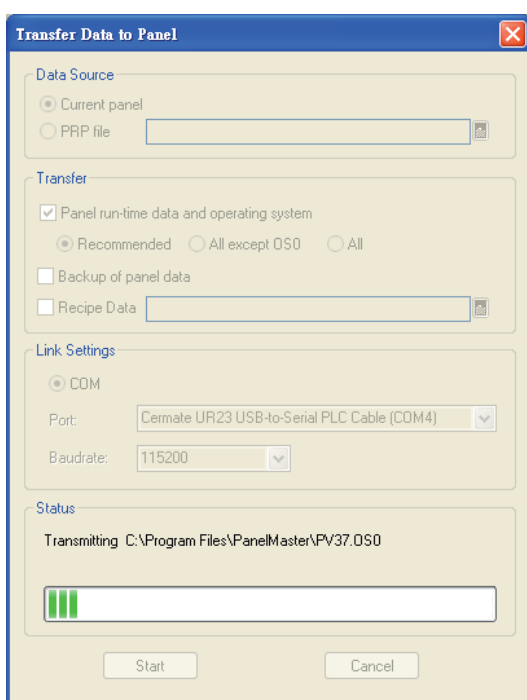 Transfer Data to Panel
Data Source
Current panel
PRP file
Transfer
Panel run-time data and operating system
Recommended All except OS0 All
Backup of panel data
Recipe Data
Link Settings
COM
Port: Cermate UR23 USB-to-Serial PLC Cable (COM4)
Baudrate: 115200
Status
Transmitting C:\Program Files\PanelMaster\PV37.OS0
Start Cancel